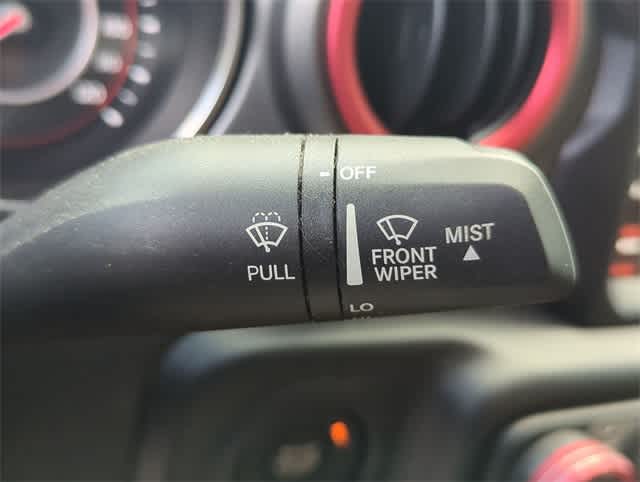 - OFF
PULL
FRONT
WIPER
MIST
LO